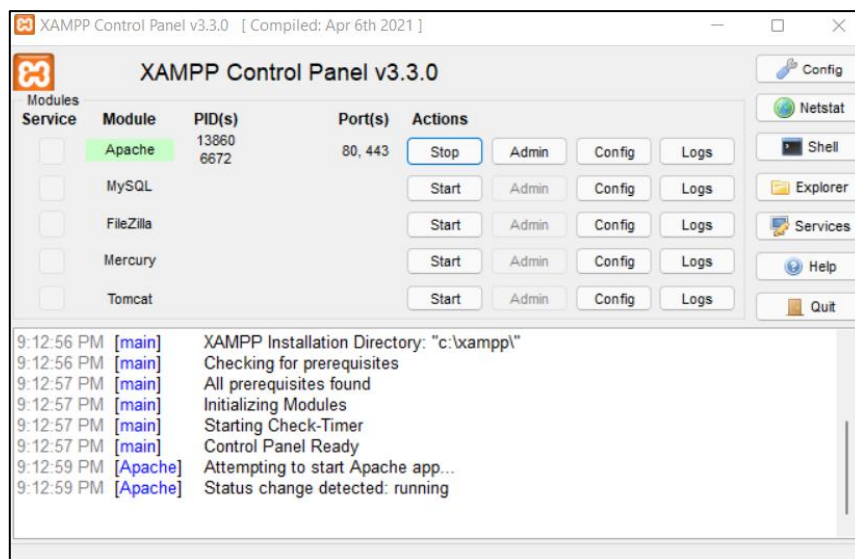 XAMPP Control Panel v3.3.0 [ Compiled: Apr 6th 2021 ]
XAMPP Control Panel v3.3.0
Config
Modules
Service Module PID(s) Port(s) Actions
Netstat
Apache 13860 6672 80, 443 Stop Admin Config Logs
Shell
MySQL Start Admin Config Logs
Explorer
FileZilla Start Admin Config Logs
Services
Mercury Start Admin Config Logs
Help
Tomcat Start Admin Config Logs
Quit
9:12:56 PM [main] XAMPP Installation Directory: "c:\xampp\"
9:12:56 PM [main] Checking for prerequisites
9:12:57 PM [main] All prerequisites found
9:12:57 PM [main] Initializing Modules
9:12:57 PM [main] Starting Check-Timer
9:12:57 PM [main] Control Panel Ready
9:12:59 PM [Apache] Attempting to start Apache app...
9:12:59 PM [Apache] Status change detected: running